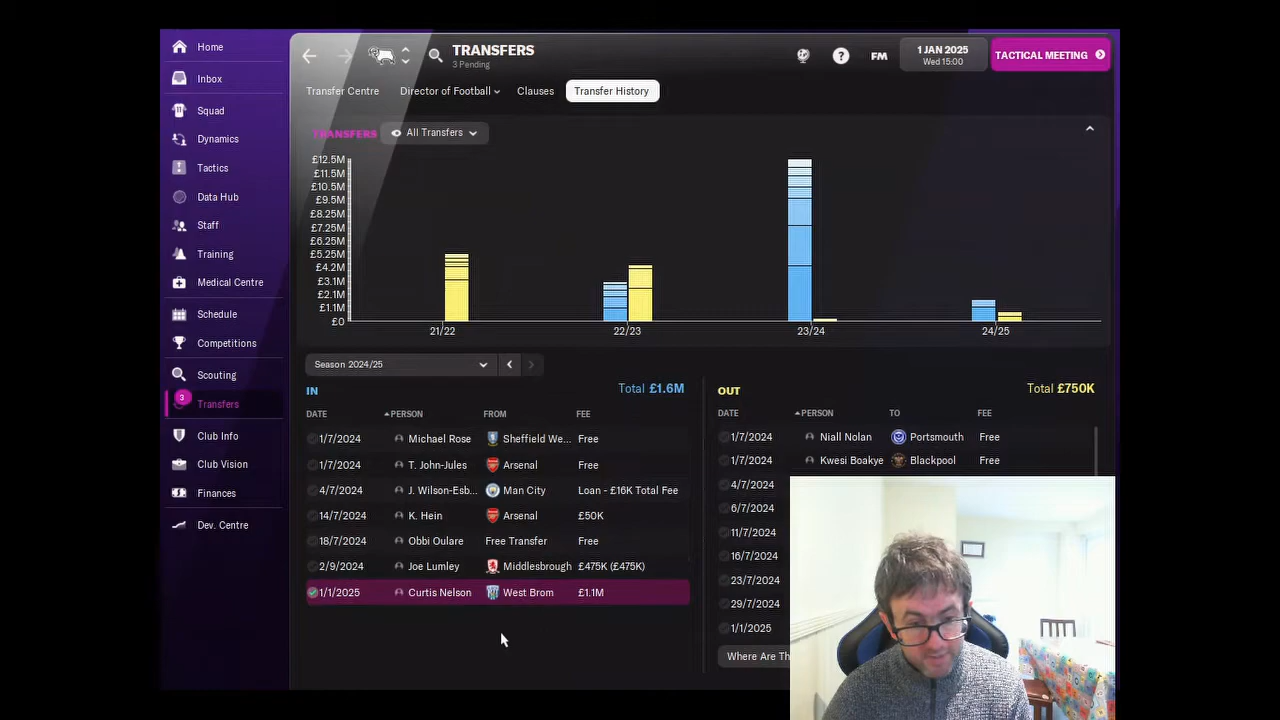 Home
Inbox
Squad
Dynamics
Tactics
Data Hub
Staff
Training
Medical Centre
Schedule
Competitions
Scouting
3
Transfers
Club Info
Club Vision
Finances
Dev. Centre
TRANSFERS
3 Pending
?
FM
1 JAN 2025
Wed 15:00
TACTICAL MEETING
Transfer Centre
Director of Football
Clauses
Transfer History
TRANSFERS
All Transfers
£12.5M
£11.5M
£10.5M
£9.5M
£8.25M
£7.25M
£6.25M
£5.25M
£4.2M
£3.1M
£2.1M
£1.1M
£0
21/22 22/23 23/24 24/25
Season 2024/25
IN Total £1.6M
DATE PERSON FROM FEE
1/7/2024 Michael Rose Sheffield We... Free
1/7/2024 T. John-Jules Arsenal Free
4/7/2024 J. Wilson-Esb... Man City Loan - £16K Total Fee
14/7/2024 K. Hein Arsenal £50K
18/7/2024 Obbi Oulare Free Transfer Free
2/9/2024 Joe Lumley Middlesbrough £475K (£475K)
1/1/2025 Curtis Nelson West Brom £1.1M
OUT Total £750K
DATE PERSON TO FEE
1/7/2024 Niall Nolan Portsmouth Free
1/7/2024 Kwesi Boakye Blackpool Free
4/7/2024
6/7/2024
11/7/2024
16/7/2024
23/7/2024
29/7/2024
1/1/2025
Where Are Th